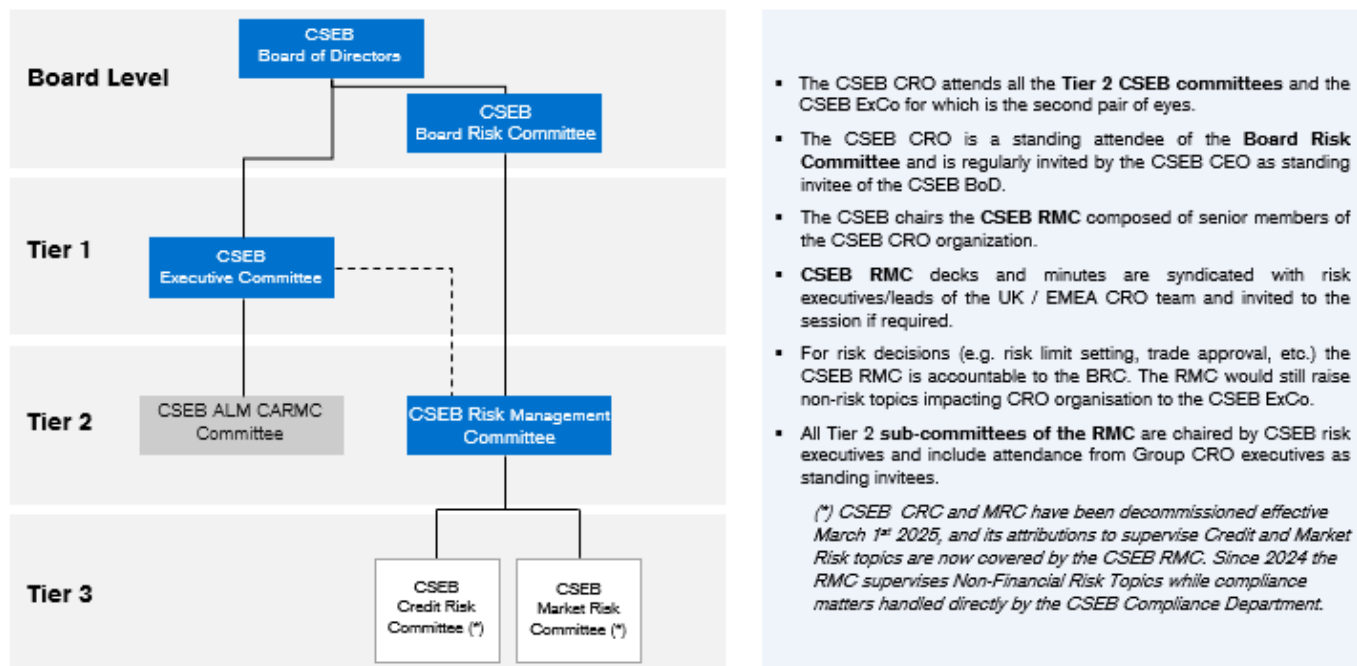 Board Level
CSEB
Board of Directors
CSEB
Board Risk Committee
Tier 1
CSEB
Executive Committee
Tier 2
CSEB ALM CARMC
Committee
CSEB Risk Management
Committee
Tier 3
CSEB
Credit Risk
Committee (*)
CSEB
Market Risk
Committee (*)
▪ The CSEB CRO attends all the Tier 2 CSEB committees and the
CSEB ExCo for which is the second pair of eyes.
▪ The CSEB CRO is a standing attendee of the Board Risk
Committee and is regularly invited by the CSEB CEO as standing
invitee of the CSEB BoD.
▪ The CSEB chairs the CSEB RMC composed of senior members of
the CSEB CRO organization.
▪ CSEB RMC decks and minutes are syndicated with risk
executives/leads of the UK / EMEA CRO team and invited to the
session if required.
▪ For risk decisions (e.g. risk limit setting, trade approval, etc.) the
CSEB RMC is accountable to the BRC. The RMC would still raise
non-risk topics impacting CRO organisation to the CSEB ExCo.
▪ All Tier 2 sub-committees of the RMC are chaired by CSEB risk
executives and include attendance from Group CRO executives as
standing invitees.
(*) CSEB CRC and MRC have been decommissioned effective
March 1st 2025, and its attributions to supervise Credit and Market
Risk topics are now covered by the CSEB RMC. Since 2024 the
RMC supervises Non-Financial Risk Topics while compliance
matters handled directly by the CSEB Compliance Department.